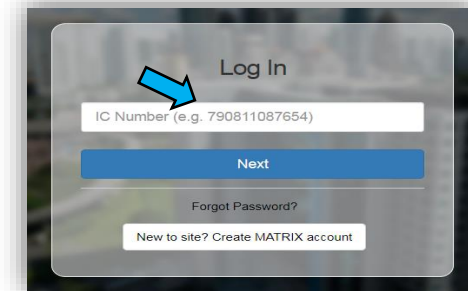 Log In
IC Number (e.g. 790811087654)
Next
Forgot Password?
New to site? Create MATRIX account